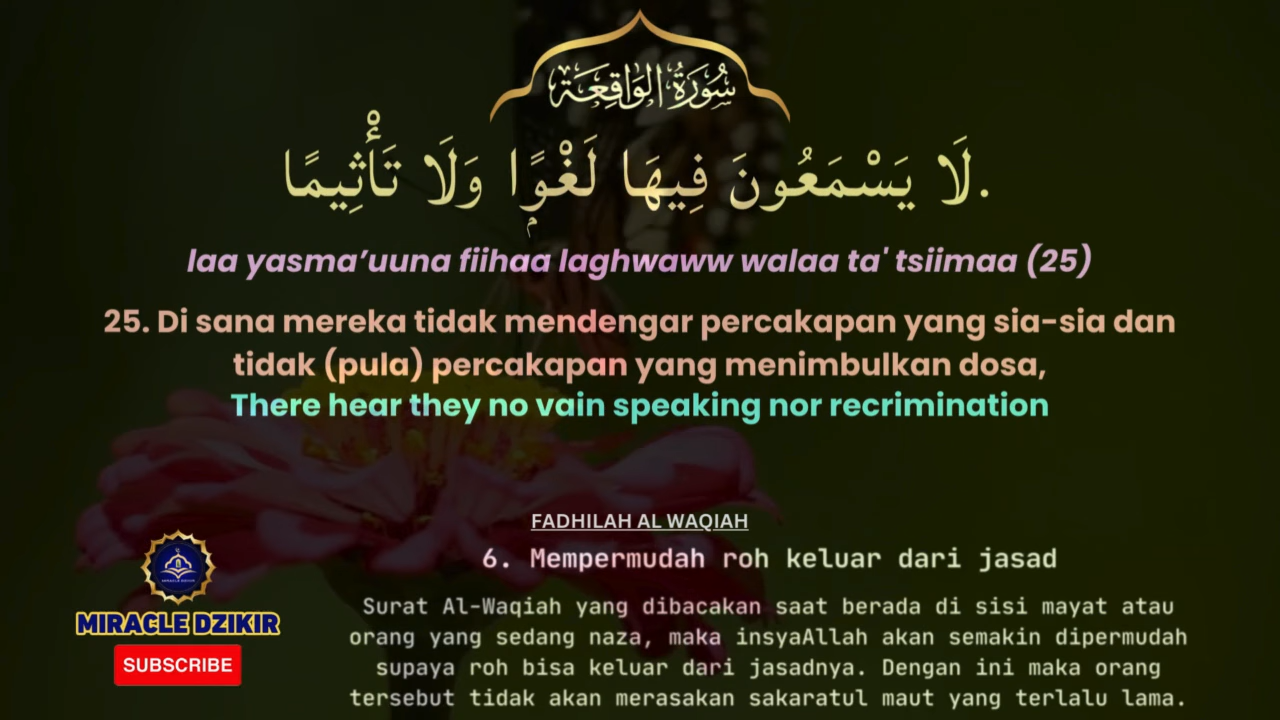 سُورَةُ الوَاقِعَة
لَا يَسْمَعُونَ فِيهَا لَغْوًۭا وَلَا تَأْثِيمًا.
laa yasma’uuna fiihaa laghwaww walaa ta' tsiimaa (25)
25. Di sana mereka tidak mendengar percakapan yang sia-sia dan
tidak (pula) percakapan yang menimbulkan dosa,
There hear they no vain speaking nor recrimination
FADHILAH AL WAQIAH
6. Mempermudah roh keluar dari jasad
Surat Al-Waqiah yang dibacakan saat berada di sisi mayat atau
orang yang sedang naza, maka insyaAllah akan semakin dipermudah
supaya roh bisa keluar dari jasadnya. Dengan ini maka orang
tersebut tidak akan merasakan sakaratul maut yang terlalu lama.
MIRACLE DZIKIR
MIRACLE DZIKIR
SUBSCRIBE